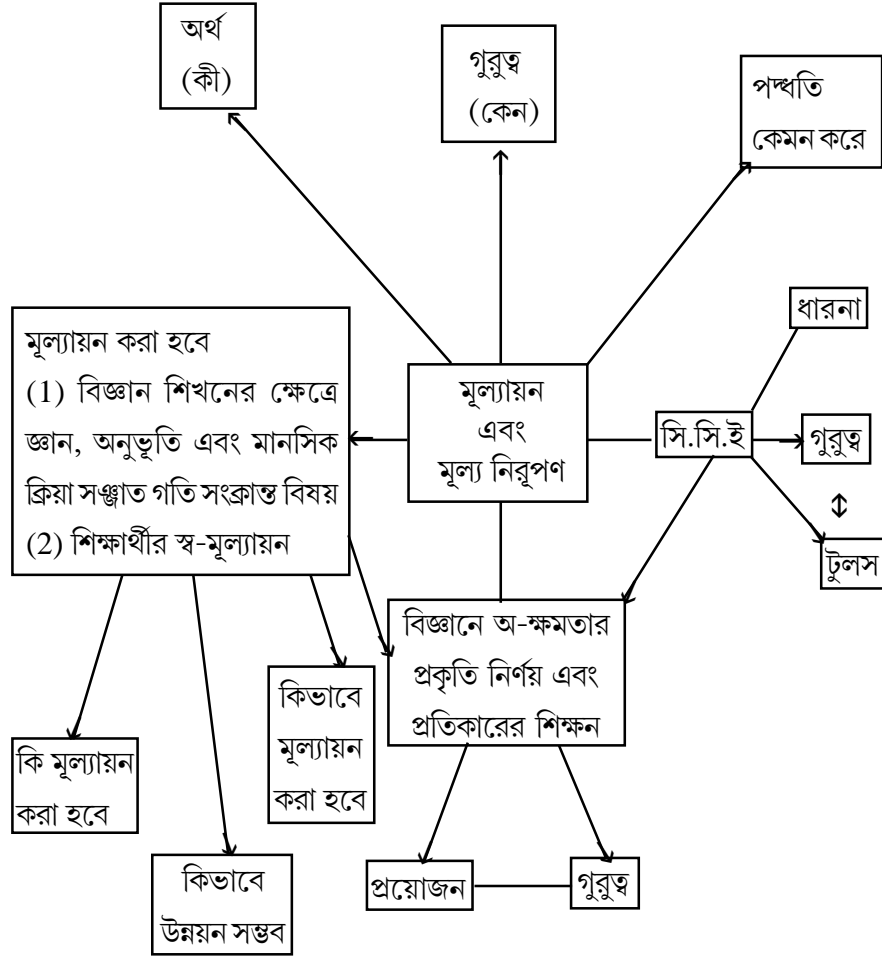 অর্থ
(কী)
গুরুত্ব
(কেন)
পদ্ধতি
কেমন করে
ধারনা
মূল্যায়ন করা হবে
(1) বিজ্ঞান শিখনের ক্ষেত্রে
জ্ঞান, অনুভূতি এবং মানসিক
ক্রিয়া সঞ্জাত গতি সংক্রান্ত বিষয়
(2) শিক্ষার্থীর স্ব-মূল্যায়ন
মূল্যায়ন
এবং
মূল্য নিরূপণ
সি.সি.ই
গুরুত্ব
টুলস
বিজ্ঞানে অ-ক্ষমতার
প্রকৃতি নির্ণয় এবং
প্রতিকারের শিক্ষন
কিভাবে
মূল্যায়ন
করা হবে
কি মূল্যায়ন
করা হবে
কিভাবে
উন্নয়ন সম্ভব
প্রয়োজন
গুরুত্ব